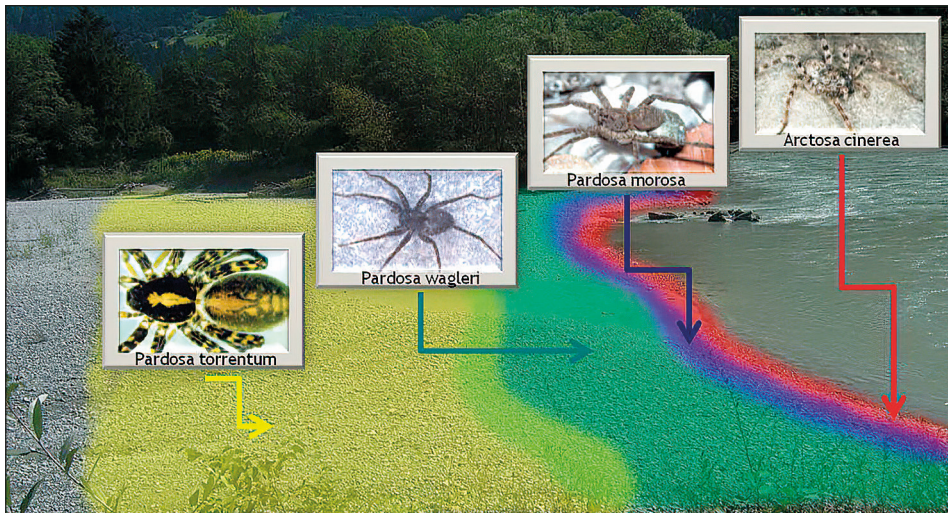 Arctosa cinerea
Pardosa morosa
Pardosa wagleri
Pardosa torrentum